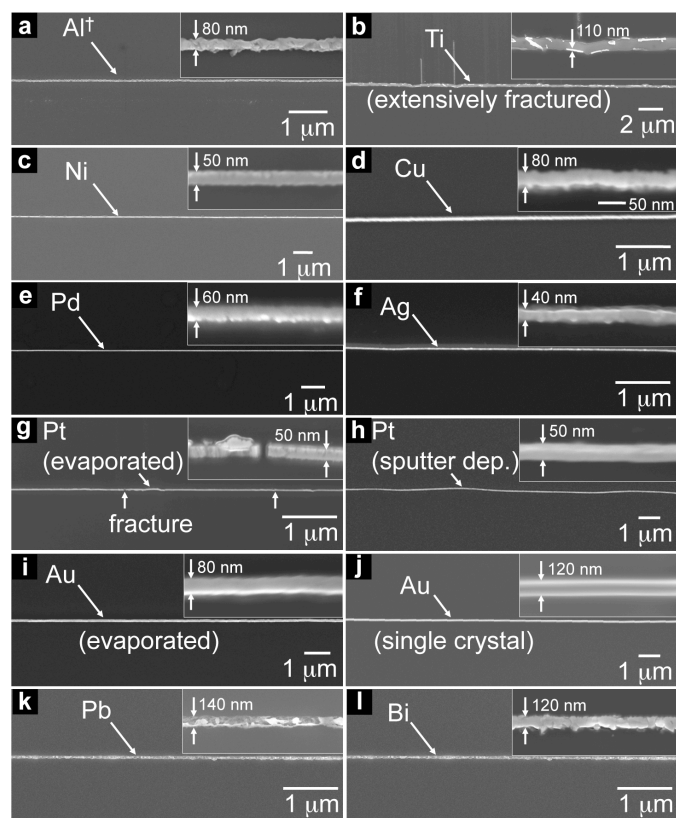 a
Al†
80 nm
1 μm
b
Ti
110 nm
(extensively fractured)
2 μm
c
Ni
50 nm
1 μm
d
Cu
80 nm
50 nm
1 μm
e
Pd
60 nm
1 μm
f
Ag
40 nm
1 μm
g
Pt
(evaporated)
50 nm
fracture
1 μm
h
Pt
(sputter dep.)
50 nm
1 μm
i
Au
80 nm
(evaporated)
1 μm
j
Au
120 nm
(single crystal)
1 μm
k
Pb
140 nm
1 μm
l
Bi
120 nm
1 μm